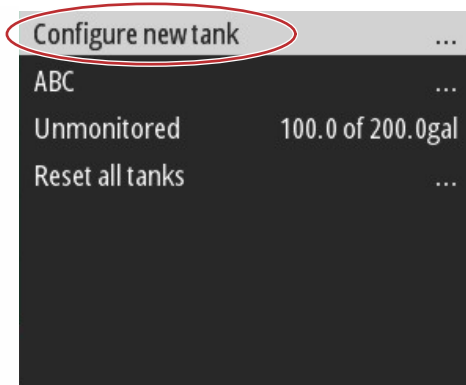 Configure new tank ...
ABC ...
Unmonitored 100.0 of 200.0gal
Reset all tanks ...